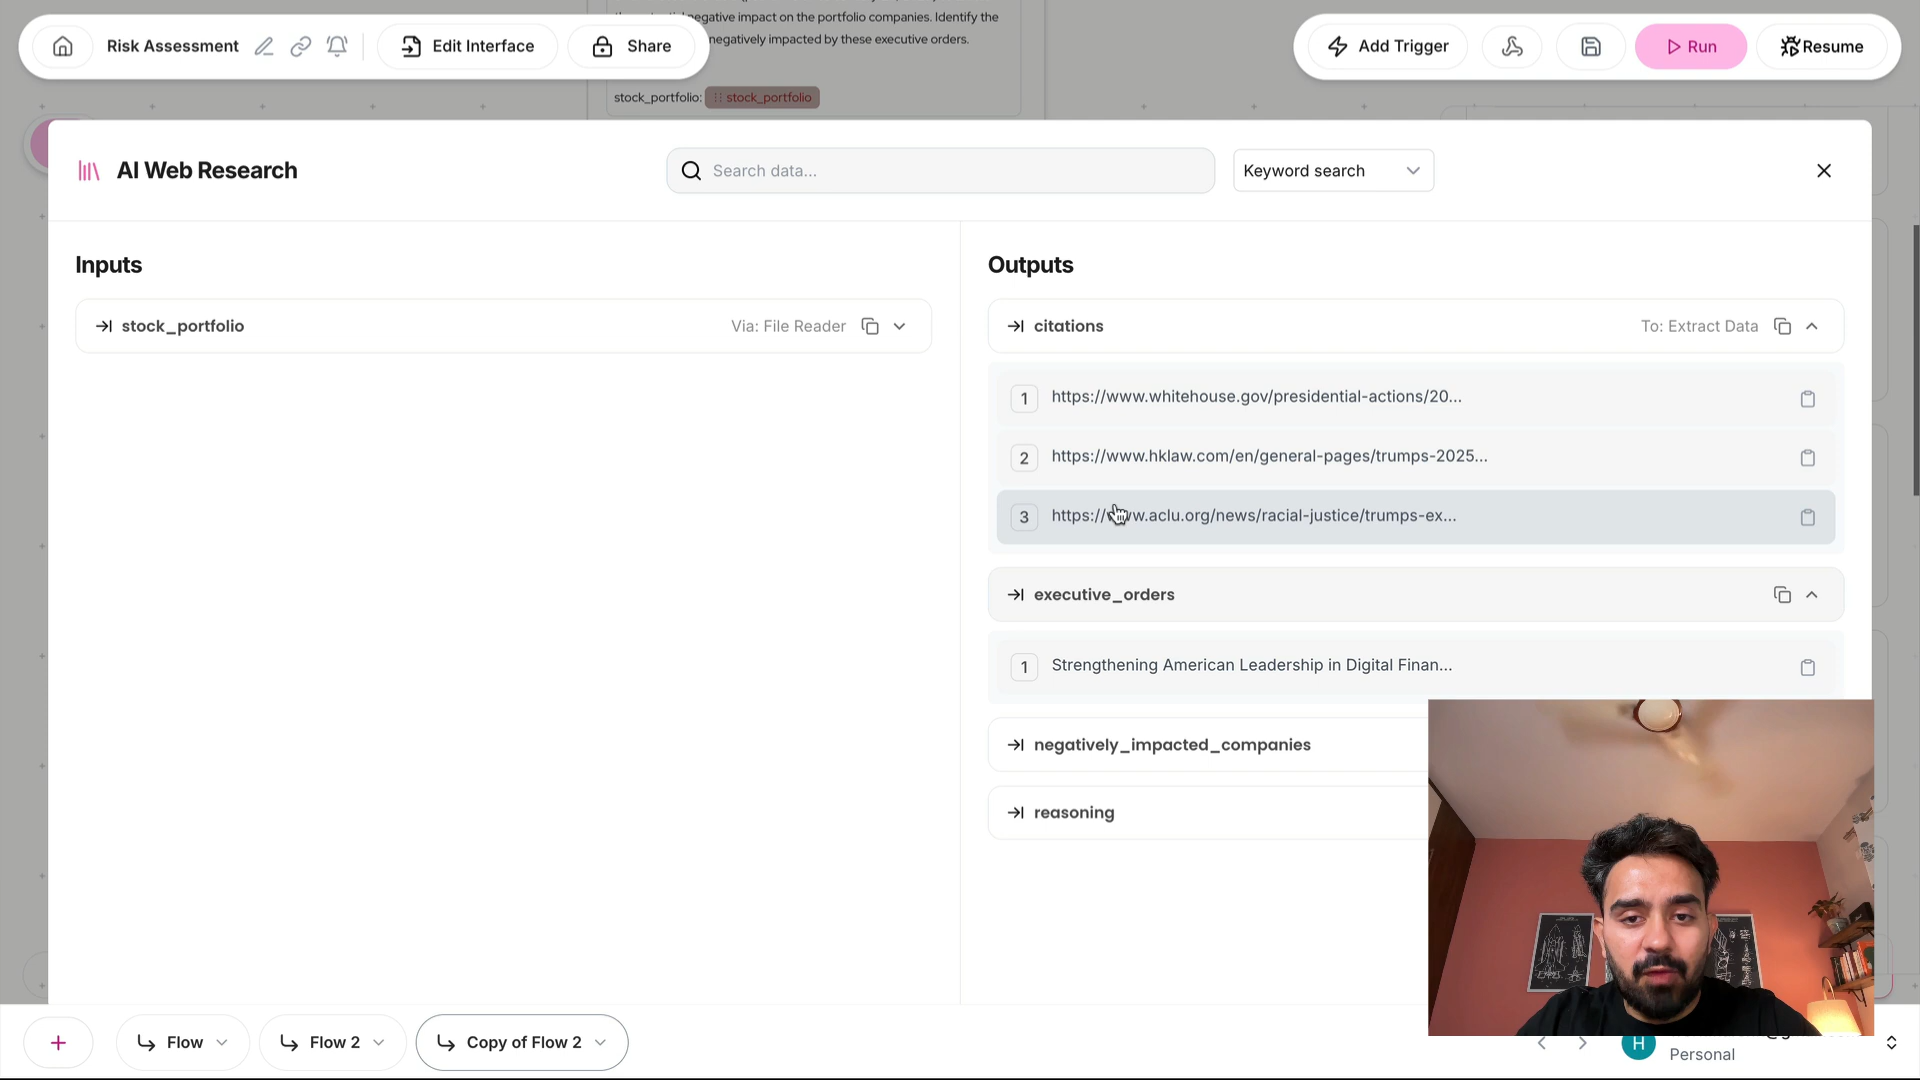 negative impact on the portfolio companies. Identify the
Risk Assessment
Edit Interface
Share
negatively impacted by these executive orders.
Add Trigger
Run
Resume
stock_portfolio: stock_portfolio
AI Web Research
Search data...
Keyword search
Inputs
Outputs
stock_portfolio
Via: File Reader
citations
To: Extract Data
1 https://www.whitehouse.gov/presidential-actions/20...
2 https://www.hklaw.com/en/general-pages/trumps-2025...
3 https://www.aclu.org/news/racial-justice/trumps-ex...
executive_orders
1 Strengthening American Leadership in Digital Finan...
negatively_impacted_companies
reasoning
Flow
Flow 2
Copy of Flow 2
H
Personal